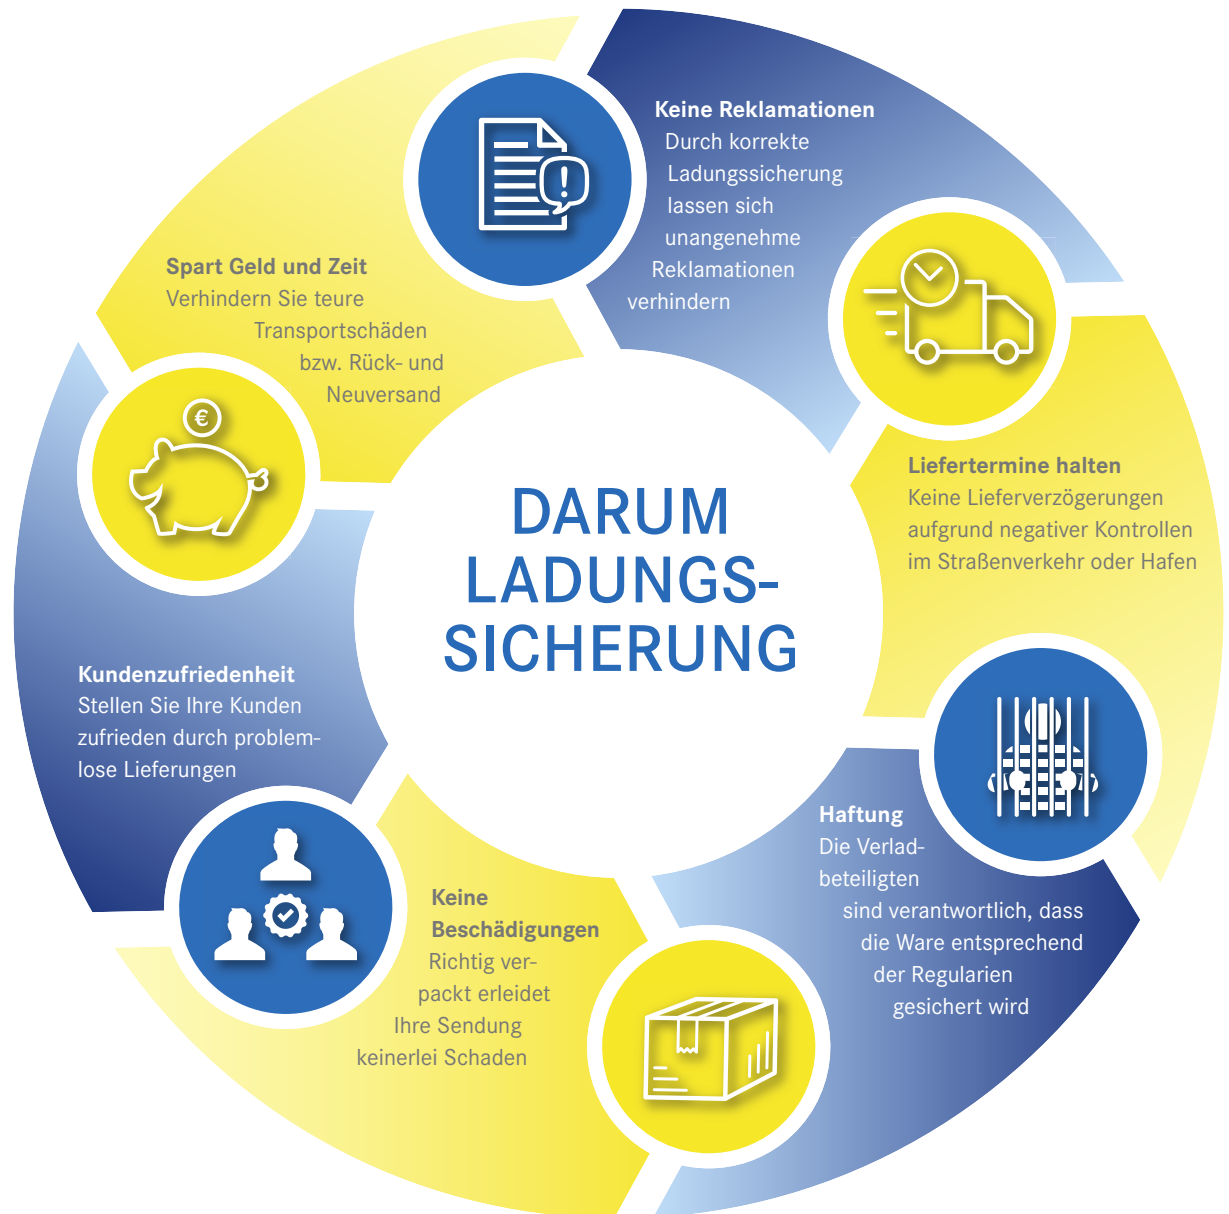 DARUM
LADUNGS-
SICHERUNG
Keine Reklamationen
Durch korrekte
Ladungssicherung
lassen sich
unangenehme
Reklamationen
verhindern
Liefertermine halten
Keine Lieferverzögerungen
aufgrund negativer Kontrollen
im Straßenverkehr oder Hafen
Haftung
Die Verlad-
beteiligten
sind verantwortlich, dass
die Ware entsprechend
der Regularien
gesichert wird
Keine
Beschädigungen
Richtig ver-
packt erleidet
Ihre Sendung
keinerlei Schaden
Kundenzufriedenheit
Stellen Sie Ihre Kunden
zufrieden durch problem-
lose Lieferungen
Spart Geld und Zeit
Verhindern Sie teure
Transportschäden
bzw. Rück- und
Neuversand
€
!